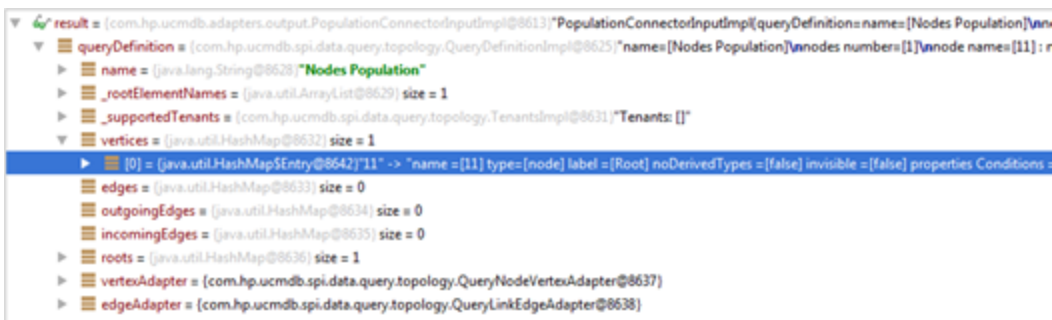 result = {com.hp.ucmdb.adapters.output.PopulationConnectorInputImpl@8613}"PopulationConnectorInputImpl(queryDefinition=name=[Nodes Population]\n
queryDefinition = {com.hp.ucmdb.spi.data.query.topology.QueryDefinitionImpl@8625}"name=[Nodes Population]\nnodes number=[1]\nnode name=[11] :
name = {java.lang.String@8628}"Nodes Population"
_rootElementNames = {java.util.ArrayList@8629} size = 1
_supportedTenants = {com.hp.ucmdb.spi.data.query.topology.TenantsImpl@8631}"Tenants: []"
vertices = {java.util.HashMap@8632} size = 1
[0] = {java.util.HashMap$Entry@8642}"11" -> "name =[11] type=[node] label =[Root] noDerivedTypes =[false] invisible =[false] properties Conditions =
edges = {java.util.HashMap@8633} size = 0
outgoingEdges = {java.util.HashMap@8634} size = 0
incomingEdges = {java.util.HashMap@8635} size = 0
roots = {java.util.HashMap@8636} size = 1
vertexAdapter = {com.hp.ucmdb.spi.data.query.topology.QueryNodeVertexAdapter@8637}
edgeAdapter = {com.hp.ucmdb.spi.data.query.topology.QueryLinkEdgeAdapter@8638}